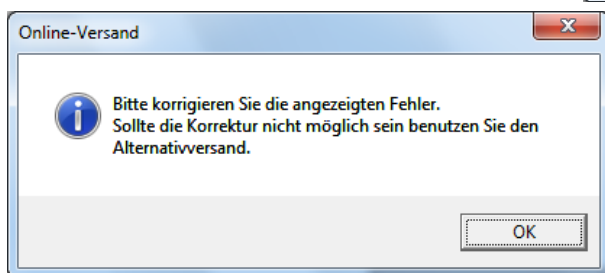 Online-Versand
Bitte korrigieren Sie die angezeigten Fehler.
Sollte die Korrektur nicht möglich sein benutzen Sie den
Alternativversand.
OK